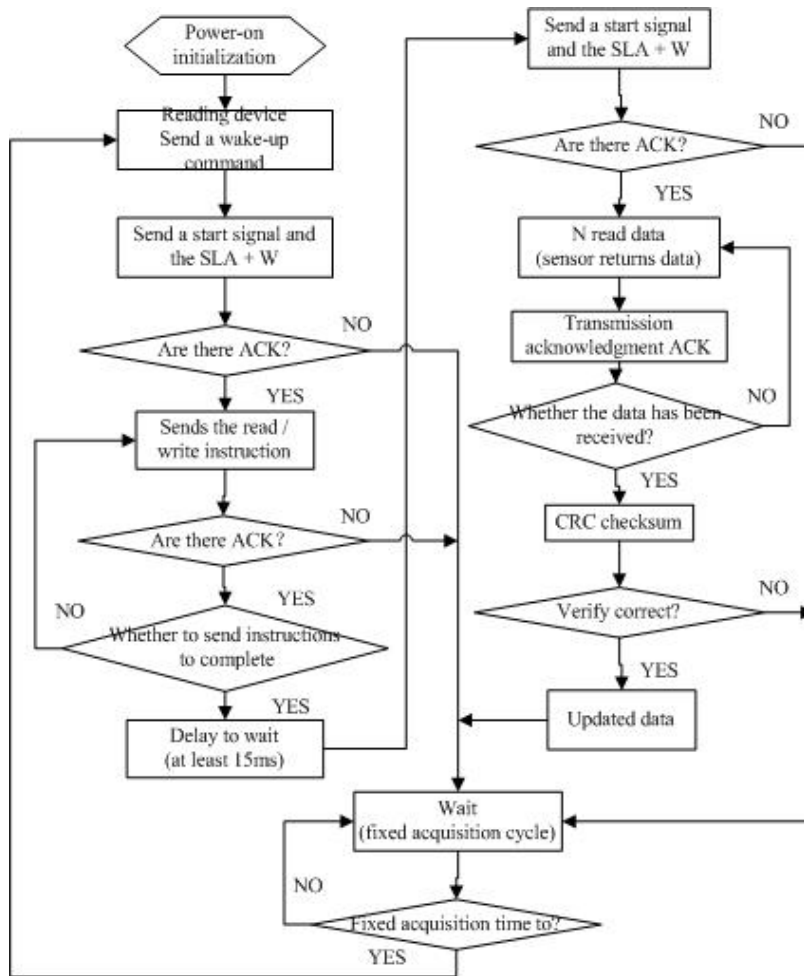 Power-on
initialization
Reading device
Send a wake-up
command
Send a start signal and
the SLA + W
Are there ACK?
NO
YES
Sends the read /
write instruction
Are there ACK?
NO
YES
Whether to send instructions
to complete
NO
YES
Delay to wait
(at least 15ms)
Send a start signal
and the SLA + W
Are there ACK?
NO
YES
N read data
(sensor returns data)
Transmission
acknowledgment ACK
Whether the data has been
received?
NO
YES
CRC checksum
Verify correct?
NO
YES
Updated data
Wait
(fixed acquisition cycle)
NO
Fixed acquisition time to?
YES